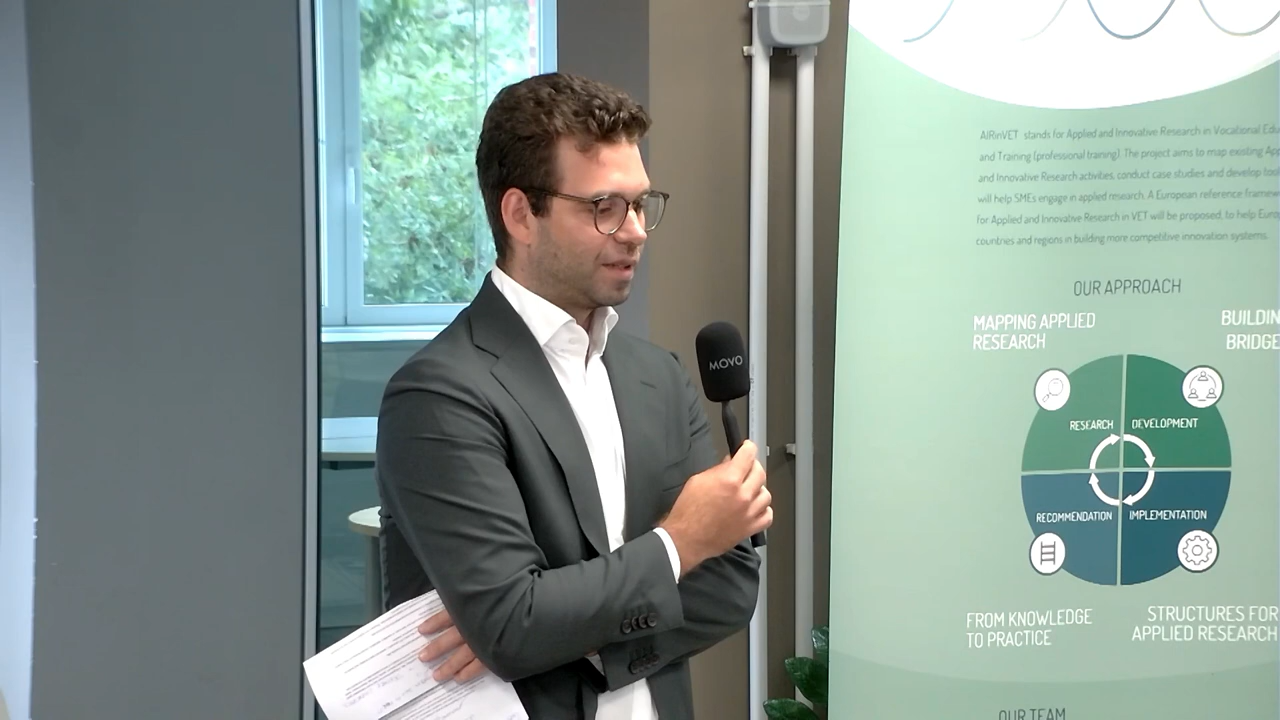 AIRinVET stands for Applied and Innovative Research in Vocational Edu
and Training (professional training). The project aims to map existing App
and Innovative Research activities, conduct case studies and develop tool
will help SMEs engage in applied research. A European reference framew
for Applied and Innovative Research in VET will be proposed, to help Euro
countries and regions in building more competitive innovation systems.
OUR APPROACH
MAPPING APPLIED
RESEARCH
BUILDIN
BRIDGE
RESEARCH
DEVELOPMENT
RECOMMENDATION
IMPLEMENTATION
FROM KNOWLEDGE
TO PRACTICE
STRUCTURES FOR
APPLIED RESEARCH
OUR TEAM
MOVO